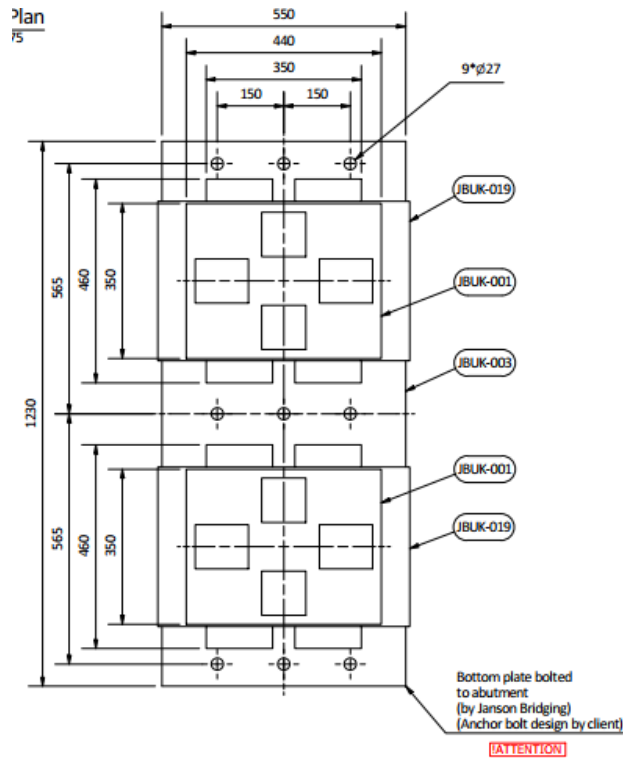 Plan
75
550
440
350
150
150
9*Ø27
JBUK-019
JBUK-001
JBUK-003
JBUK-001
JBUK-019
1230
565
460
350
565
460
350
Bottom plate bolted
to abutment
(by Janson Bridging)
(Anchor bolt design by client)
!ATTENTION